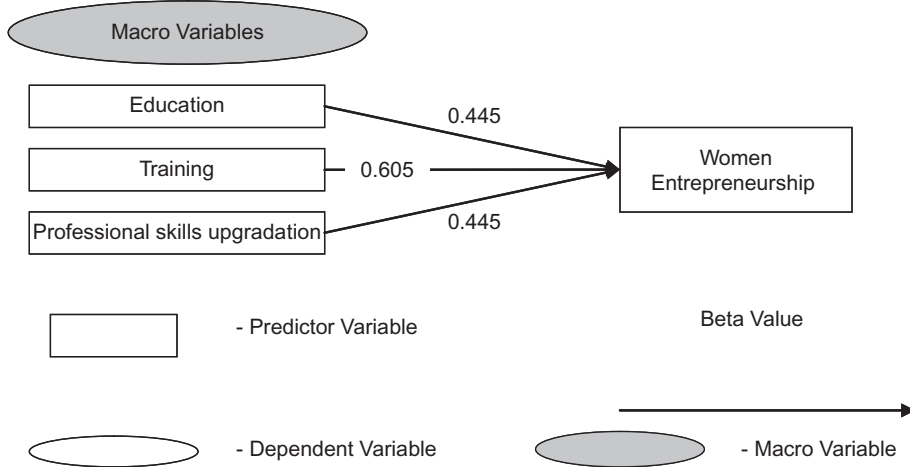 Macro Variables
Education
0.445
Training
0.605
Women
Entrepreneurship
Professional skills upgradation
0.445
- Predictor Variable
Beta Value
- Dependent Variable
- Macro Variable